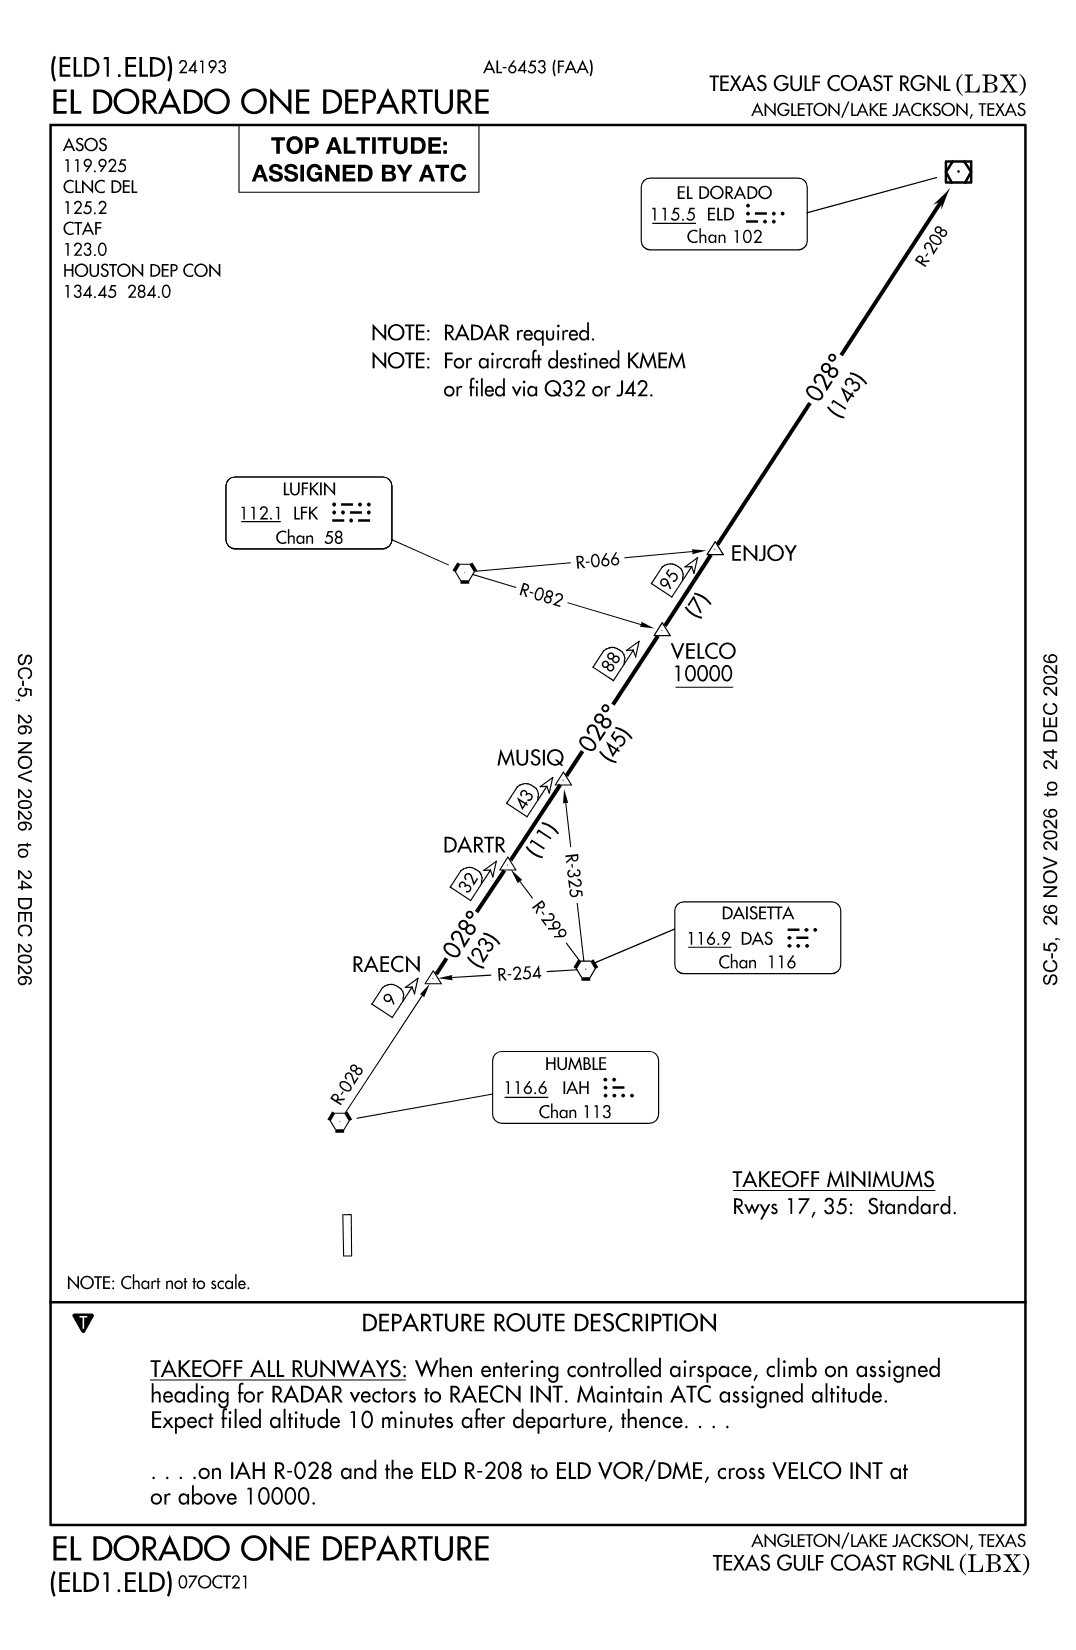 (ELD1.ELD) 24193
AL-6453 (FAA)
TEXAS GULF COAST RGNL (LBX)
EL DORADO ONE DEPARTURE
ANGLETON/LAKE JACKSON, TEXAS
ASOS
119.925
CLNC DEL
125.2
CTAF
123.0
HOUSTON DEP CON
134.45 284.0
TOP ALTITUDE:
ASSIGNED BY ATC
EL DORADO
115.5 ELD
Chan 102
R-208
NOTE: RADAR required.
NOTE: For aircraft destined KMEM
or filed via Q32 or J42.
028°
(143)
LUFKIN
112.1 LFK
Chan 58
R-066
ENJOY
R-082
95
(7)
VELCO
10000
88
028°
(45)
MUSIQ
43
(11)
DARTR
R-325
32
R-299
028°
(23)
DAISETTA
116.9 DAS
Chan 116
RAECN
R-254
9
R-028
HUMBLE
116.6 IAH
Chan 113
TAKEOFF MINIMUMS
Rwys 17, 35: Standard.
NOTE: Chart not to scale.
SC-5, 26 NOV 2026 to 24 DEC 2026
SC-5, 26 NOV 2026 to 24 DEC 2026
T
DEPARTURE ROUTE DESCRIPTION
TAKEOFF ALL RUNWAYS: When entering controlled airspace, climb on assigned
heading for RADAR vectors to RAECN INT. Maintain ATC assigned altitude.
Expect filed altitude 10 minutes after departure, thence. . . .
. . . .on IAH R-028 and the ELD R-208 to ELD VOR/DME, cross VELCO INT at
or above 10000.
EL DORADO ONE DEPARTURE
ANGLETON/LAKE JACKSON, TEXAS
TEXAS GULF COAST RGNL (LBX)
(ELD1.ELD) 07OCT21